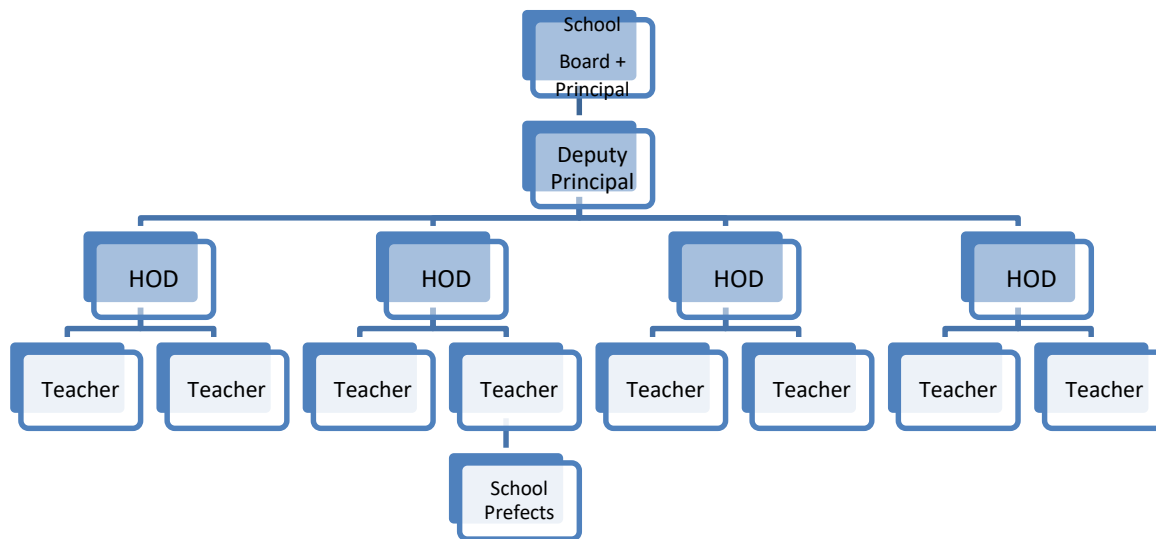 School
Board +
Principal
Deputy
Principal
HOD
HOD
HOD
HOD
Teacher
Teacher
Teacher
Teacher
Teacher
Teacher
Teacher
Teacher
School
Prefects